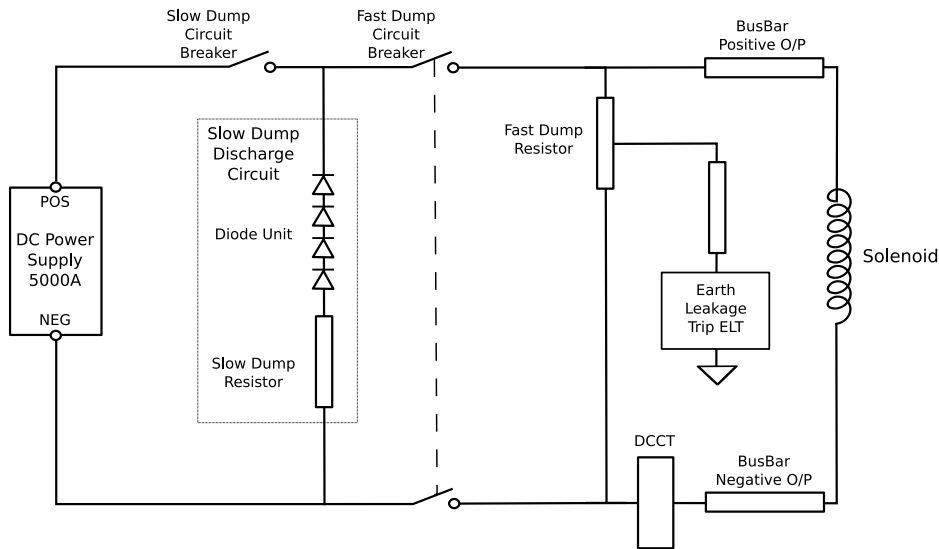 Slow Dump
Circuit
Breaker
Fast Dump
Circuit
Breaker
BusBar
Positive O/P
Slow Dump
Discharge
Circuit
Fast Dump
Resistor
POS
DC Power
Supply
5000A
NEG
Diode Unit
Solenoid
Earth
Leakage
Trip ELT
Slow Dump
Resistor
DCCT
BusBar
Negative O/P